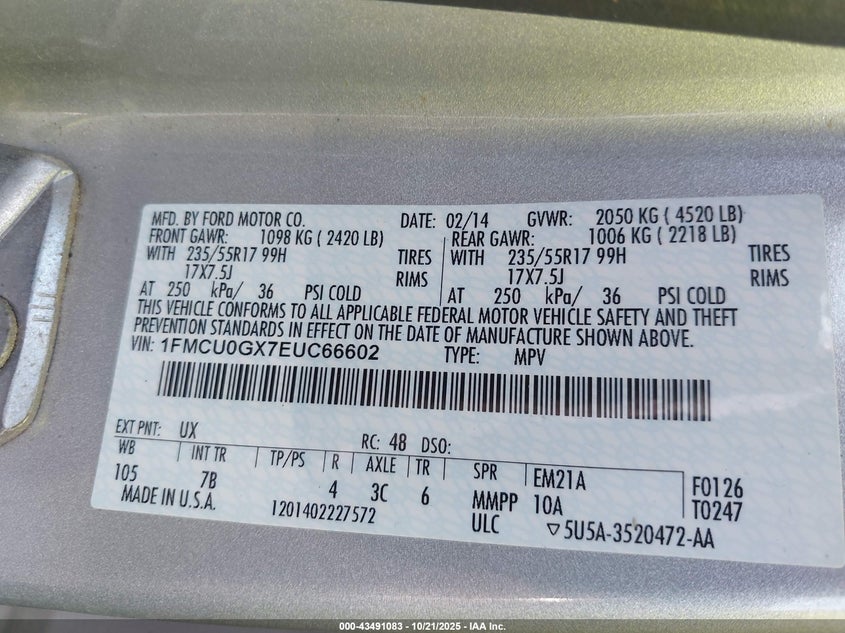 MFD. BY FORD MOTOR CO. DATE: 02/14 GVWR: 2050 KG ( 4520 LB)
FRONT GAWR: 1098 KG ( 2420 LB) REAR GAWR: 1006 KG ( 2218 LB)
WITH 235/55R17 99H TIRES WITH 235/55R17 99H TIRES
17X7.5J RIMS 17X7.5J RIMS
AT 250 kPa/ 36 PSI COLD AT 250 kPa/ 36 PSI COLD
THIS VEHICLE CONFORMS TO ALL APPLICABLE FEDERAL MOTOR VEHICLE SAFETY AND THEFT
PREVENTION STANDARDS IN EFFECT ON THE DATE OF MANUFACTURE SHOWN ABOVE.
VIN: 1FMCU0GX7EUC66602 TYPE: MPV
EXT PNT: UX RC: 48 DSO:
WB INT TR TP/PS R AXLE TR SPR EM21A F0126
105 7B 4 3C 6 MMPP 10A T0247
MADE IN U.S.A. 1201402227572 ULC ▽5U5A-3520472-AA
000-43491083 - 10/21/2025 - IAA Inc.